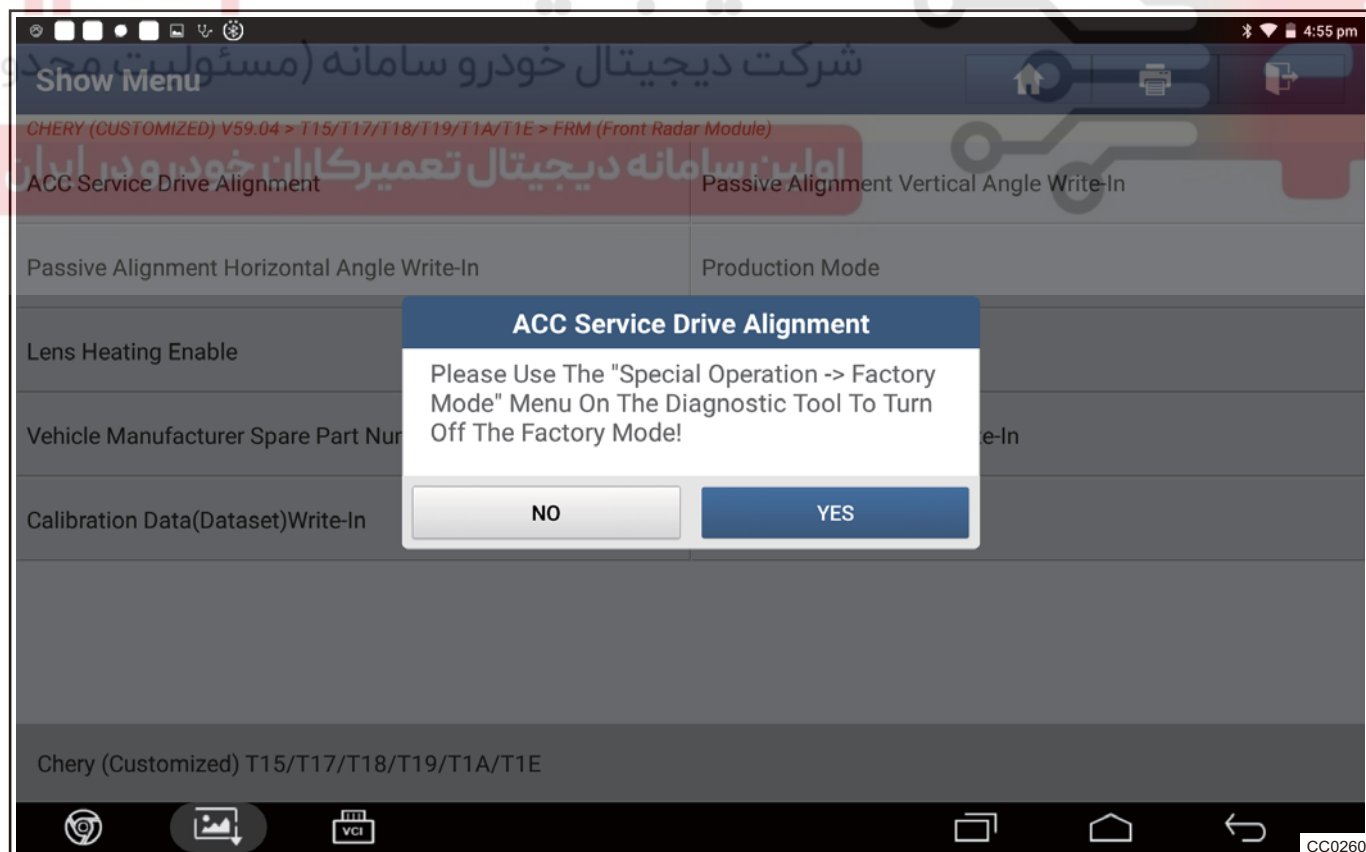 4:55 pm
شرکت دیجیتال خودرو سامانه (مسئولیت محدو
Show Menu
CHERY (CUSTOMIZED) V59.04 > T15/T17/T18/T19/T1A/T1E > FRM (Front Radar Module)
اولین سامانه دیجیتال تعمیرکاران خودرو در ایران
ACC Service Drive Alignment
Passive Alignment Vertical Angle Write-In
Passive Alignment Horizontal Angle Write-In
Production Mode
ACC Service Drive Alignment
Lens Heating Enable
Please Use The "Special Operation -> Factory
Mode" Menu On The Diagnostic Tool To Turn
Off The Factory Mode!
Vehicle Manufacturer Spare Part Nur
e-In
Calibration Data(Dataset)Write-In
NO
YES
Chery (Customized) T15/T17/T18/T19/T1A/T1E
VCI
CC0260